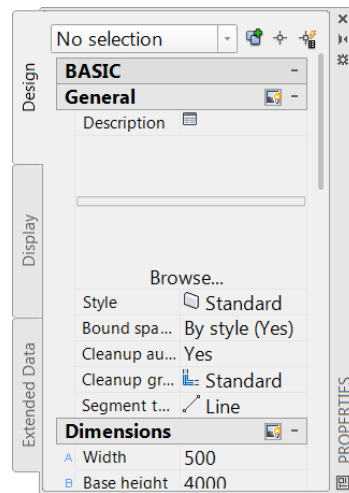 No selection
Design
Display
Extended Data
BASIC
General
Description
Browse...
Style Standard
Bound spa... By style (Yes)
Cleanup au... Yes
Cleanup gr... Standard
Segment t... Line
Dimensions
A Width 500
B Base height 4000
PROPERTIES